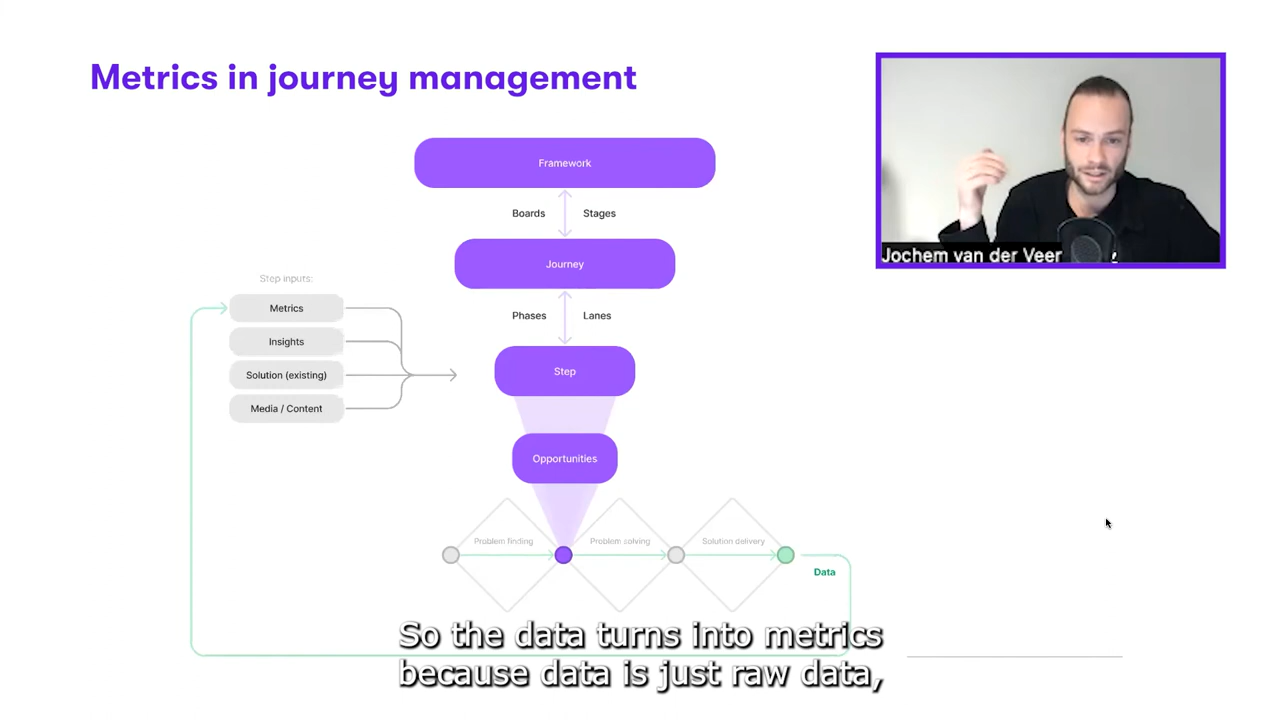 Metrics in journey management
Framework
Boards
Stages
Journey
Jochem van der Veer
Step inputs:
Metrics
Insights
Solution (existing)
Media / Content
Phases
Lanes
Step
Opportunities
Problem finding
Problem solving
Solution delivery
Data
So the data turns into metrics
because data is just raw data,